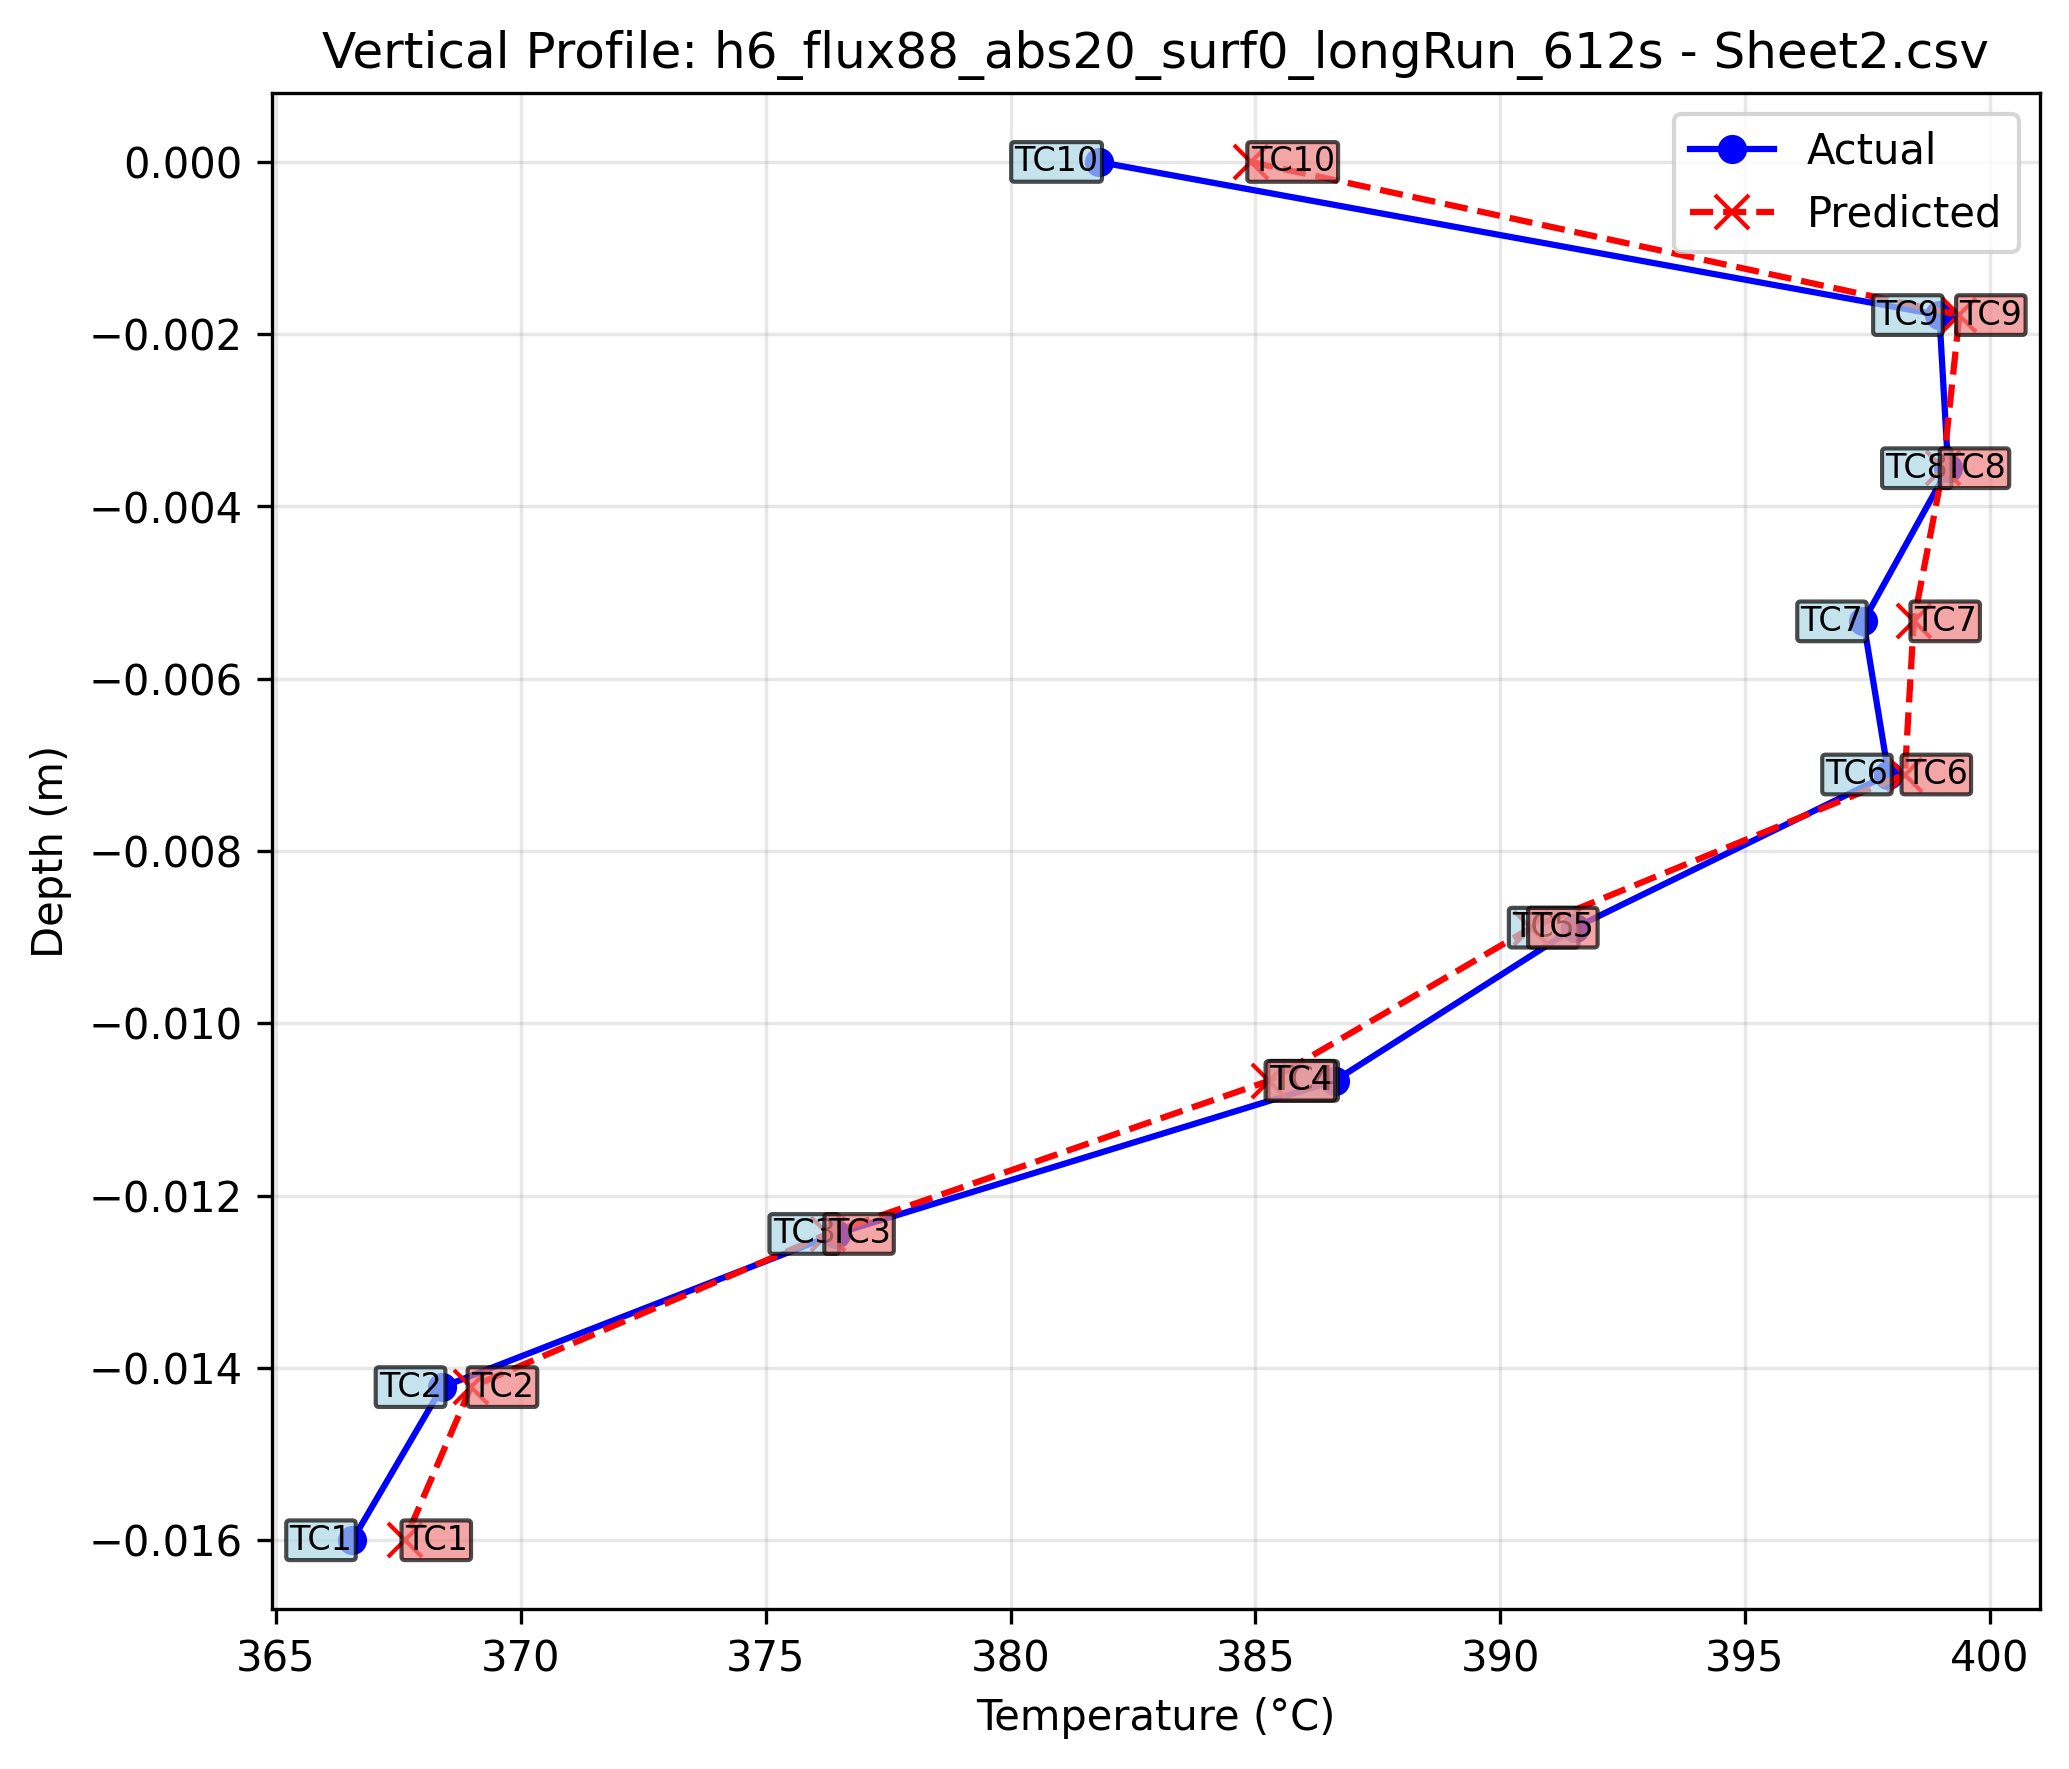 Vertical Profile: h6_flux88_abs20_surf0_longRun_612s - Sheet2.csv
Actual
Predicted
0.000
−0.002
−0.004
−0.006
−0.008
−0.010
−0.012
−0.014
−0.016
Depth (m)
TC10 TC10
TC9 TC9
TC8 TC8
TC7 TC7
TC6 TC6
TC5
TC4
TC3 TC3
TC2 TC2
TC1 TC1
365 370 375 380 385 390 395 400
Temperature (°C)